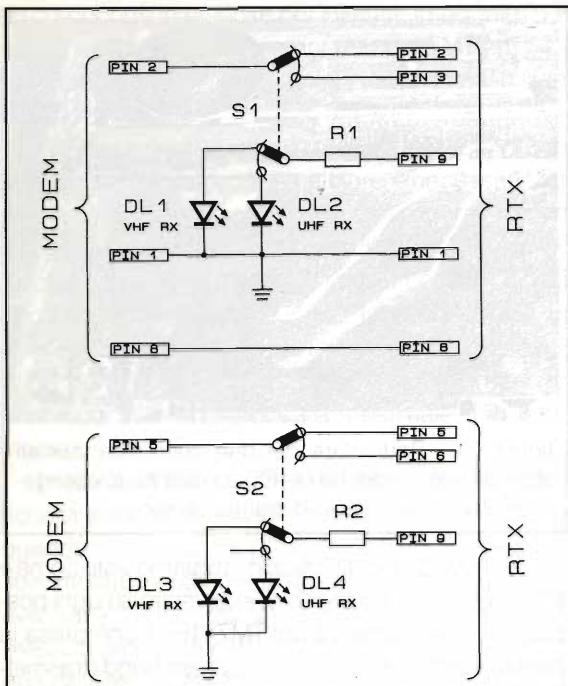 PIN 2 PIN 2
PIN 3
S1
R1
PIN 9
DL1 DL2
VHF RX UHF RX
MODEM
RTX
PIN 1 PIN 1
PIN 8 PIN 8
PIN 5 PIN 5
PIN 6
S2
R2
PIN 9
DL3 DL4
VHF RX UHF RX
MODEM
RTX